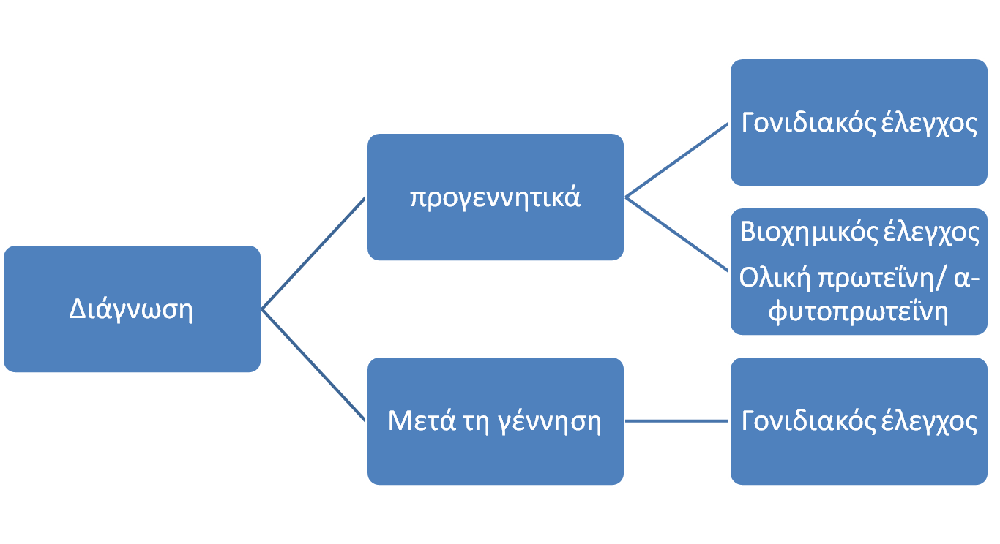 Διάγνωση
προγεννητικά
Γονιδιακός έλεγχος
Βιοχημικός έλεγχος
Ολική πρωτεΐνη/ α-
φυτοπρωτεΐνη
Μετά τη γέννηση
Γονιδιακός έλεγχος